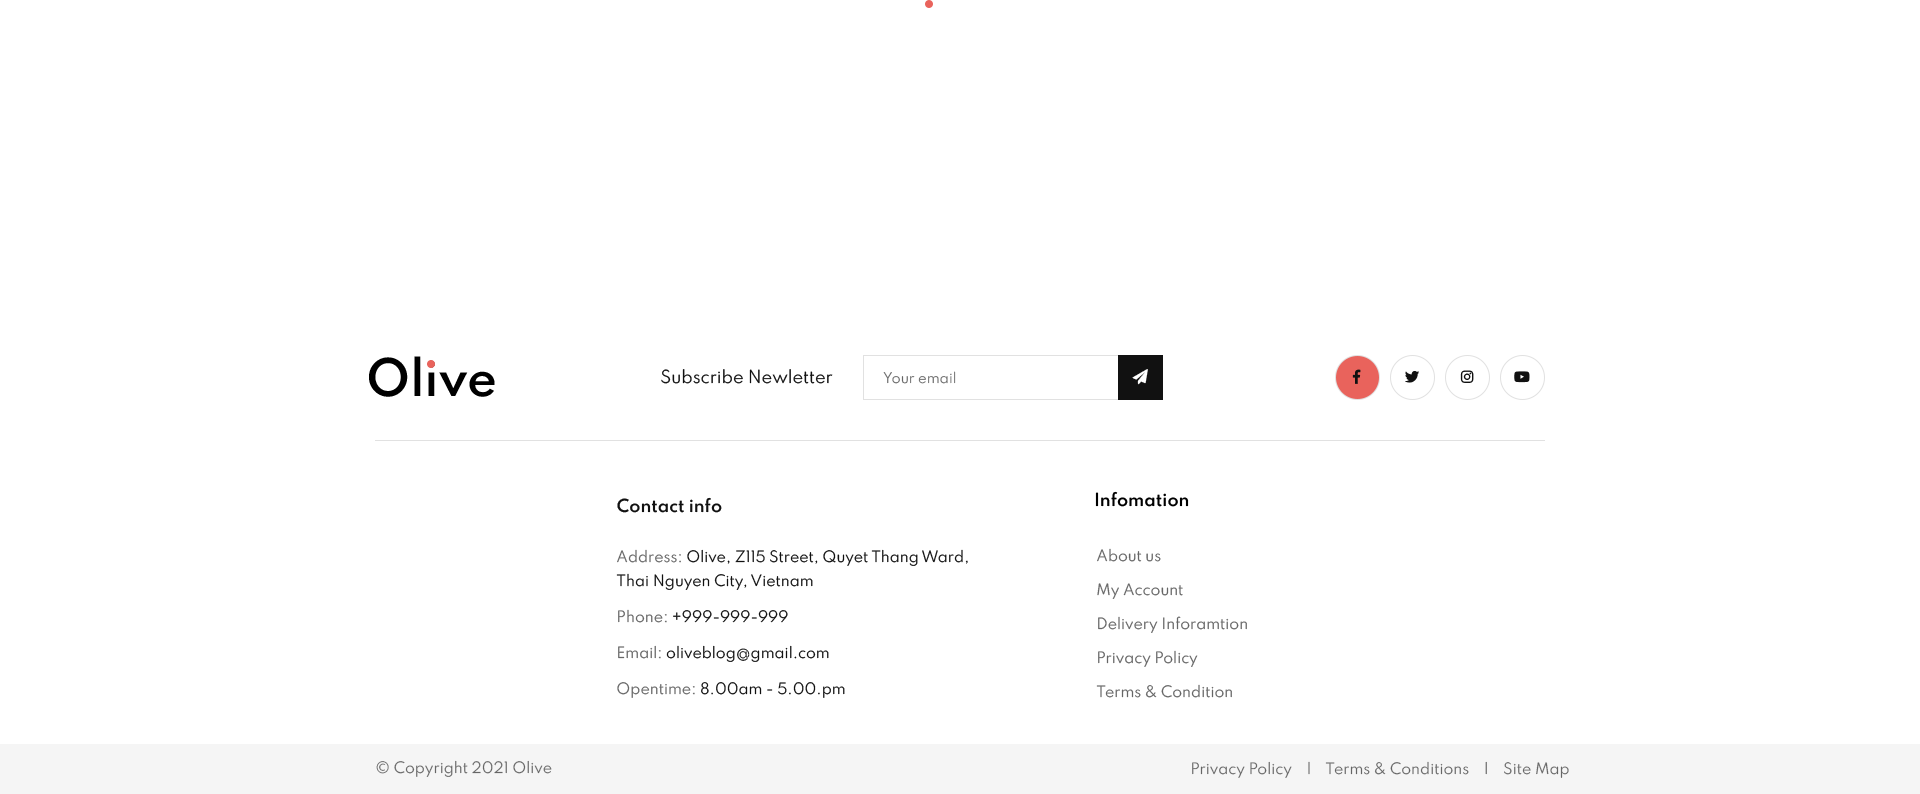 Olive
Subscribe Newletter
Your email
Contact info
Address: Olive, Z115 Street, Quyet Thang Ward,
Thai Nguyen City, Vietnam
Phone: +999-999-999
Email: oliveblog@gmail.com
Opentime: 8.00am - 5.00.pm
Infomation
About us
My Account
Delivery Inforamtion
Privacy Policy
Terms & Condition
© Copyright 2021 Olive
Privacy Policy | Terms & Conditions | Site Map